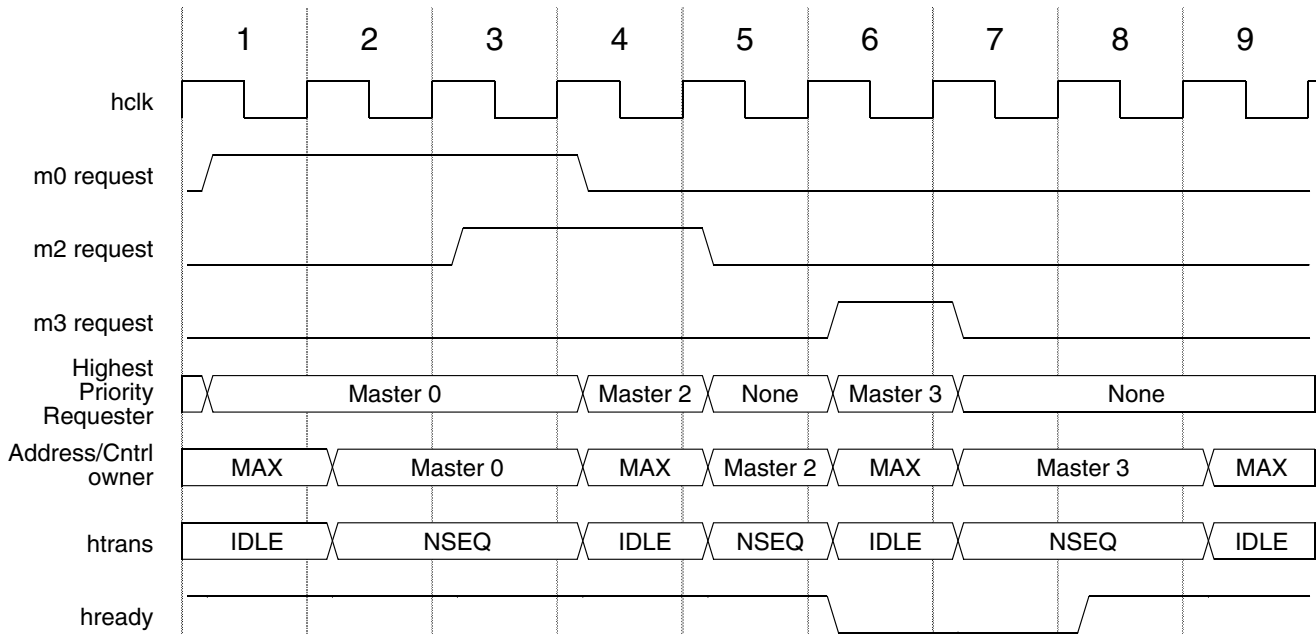 1 2 3 4 5 6 7 8 9
hclk
m0 request
m2 request
m3 request
Highest
Priority
Requester
Master 0 Master 2 None Master 3 None
Address/Cntrl
owner
MAX Master 0 MAX Master 2 MAX Master 3 MAX
htrans
IDLE NSEQ IDLE NSEQ IDLE NSEQ IDLE
hready